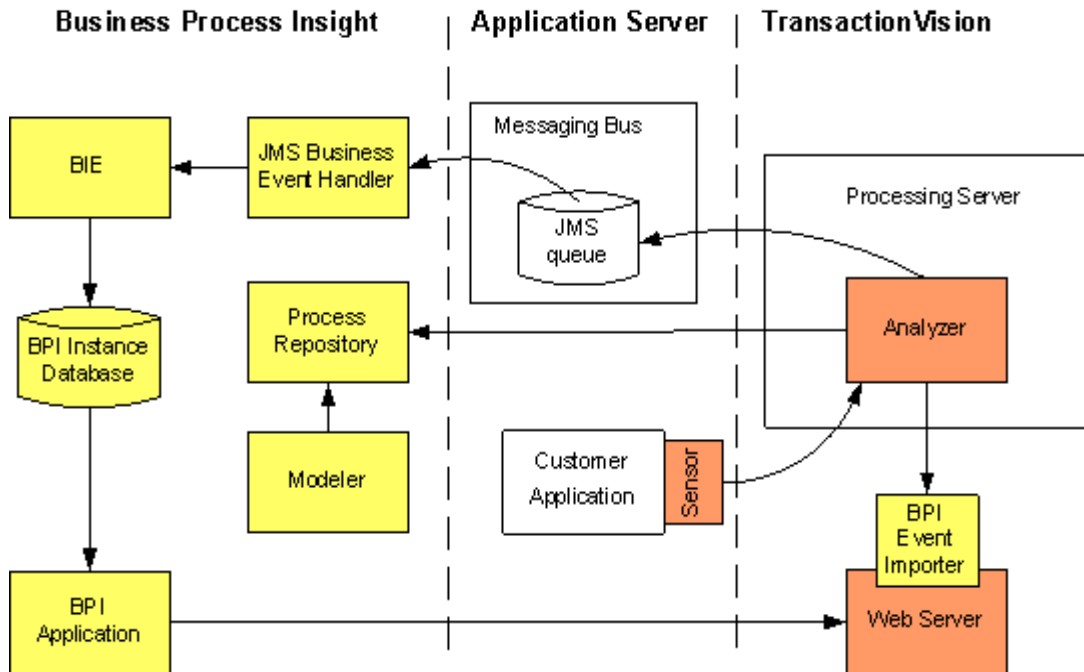 Business Process Insight
Application Server
TransactionVision
Messaging Bus
BIE
JMS Business
Event Handler
Processing Server
JMS
queue
Process
Repository
Analyzer
BPI Instance
Database
Customer
Application
Sensor
Modeler
BPI
Event
Importer
BPI
Application
Web Server